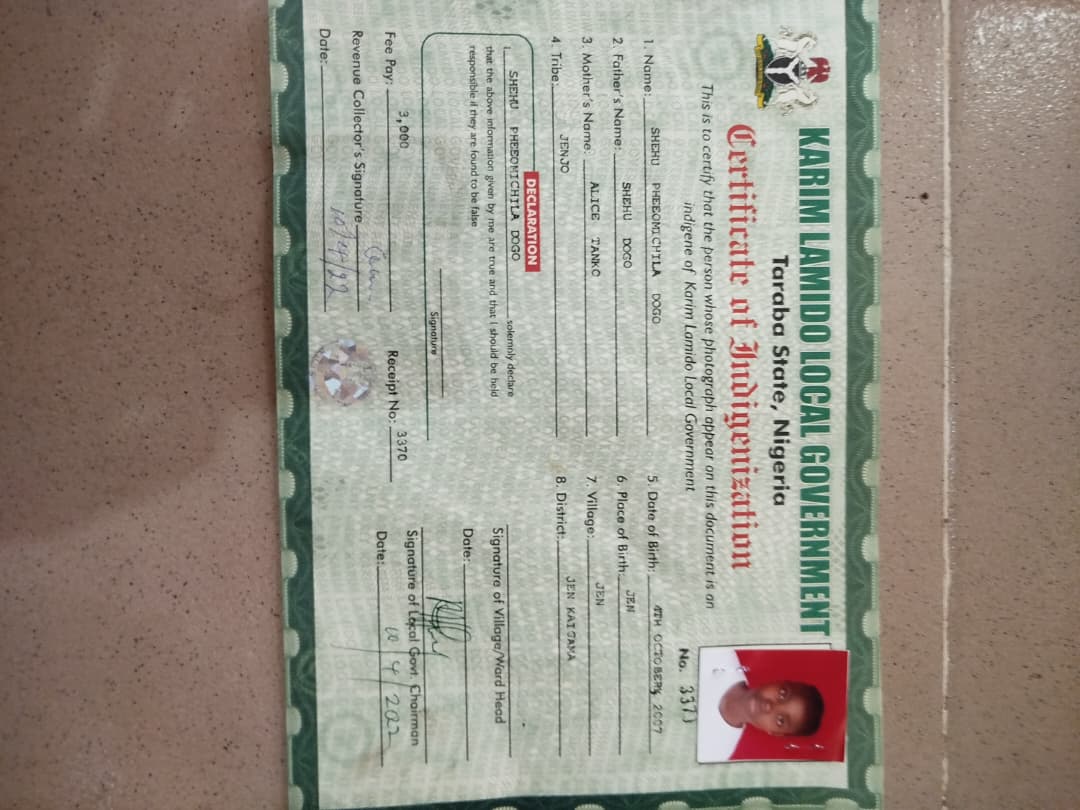 KARIM LAMIDO LOCAL GOVERNMENT
Taraba State, Nigeria
Certificate of Indigenization
This is to certify that the person whose photograph appear on this document is an
indigene of Karim Lamido Local Government
No.
1. Name: SHEHU PHEBOMICHILA DOGO
2. Father's Name: SHEHU DOGO
3. Mother's Name: ALICE TANKO
4. Tribe: JENJO
5. Date of Birth: 4TH OCTOBER, 2007
6. Place of Birth: JEN
7. Village: JEN
8. District: JEN KAIGAMA
DECLARATION
I, SHEHU PHEBOMICHILA DOGO solemnly declare
that the above information given by me are true and that I should be held
responsible if they are found to be false
Signature
Fee Pay: 3,000 Receipt No: 3370
Revenue Collector's Signature
Date: 10/04/22
Signature of Village/Ward Head
Date:
Signature of Local Govt. Chairman
Date: